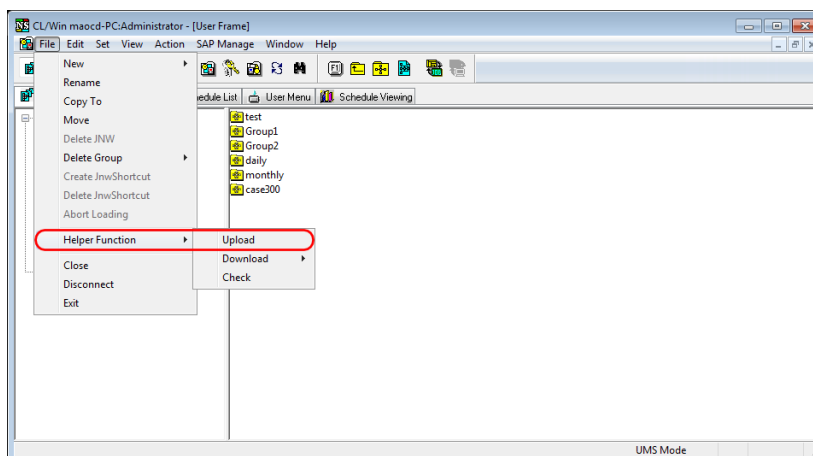 CL/Win maocd-PC:Administrator - [User Frame]
File Edit Set View Action SAP Manage Window Help
New
Rename
Copy To
Move
Delete JNW
Delete Group
Create JnwShortcut
Delete JnwShortcut
Abort Loading
Helper Function
Close
Disconnect
Exit
Upload
Download
Check
List User Menu Schedule Viewing
test
Group1
Group2
daily
monthly
case300
UMS Mode